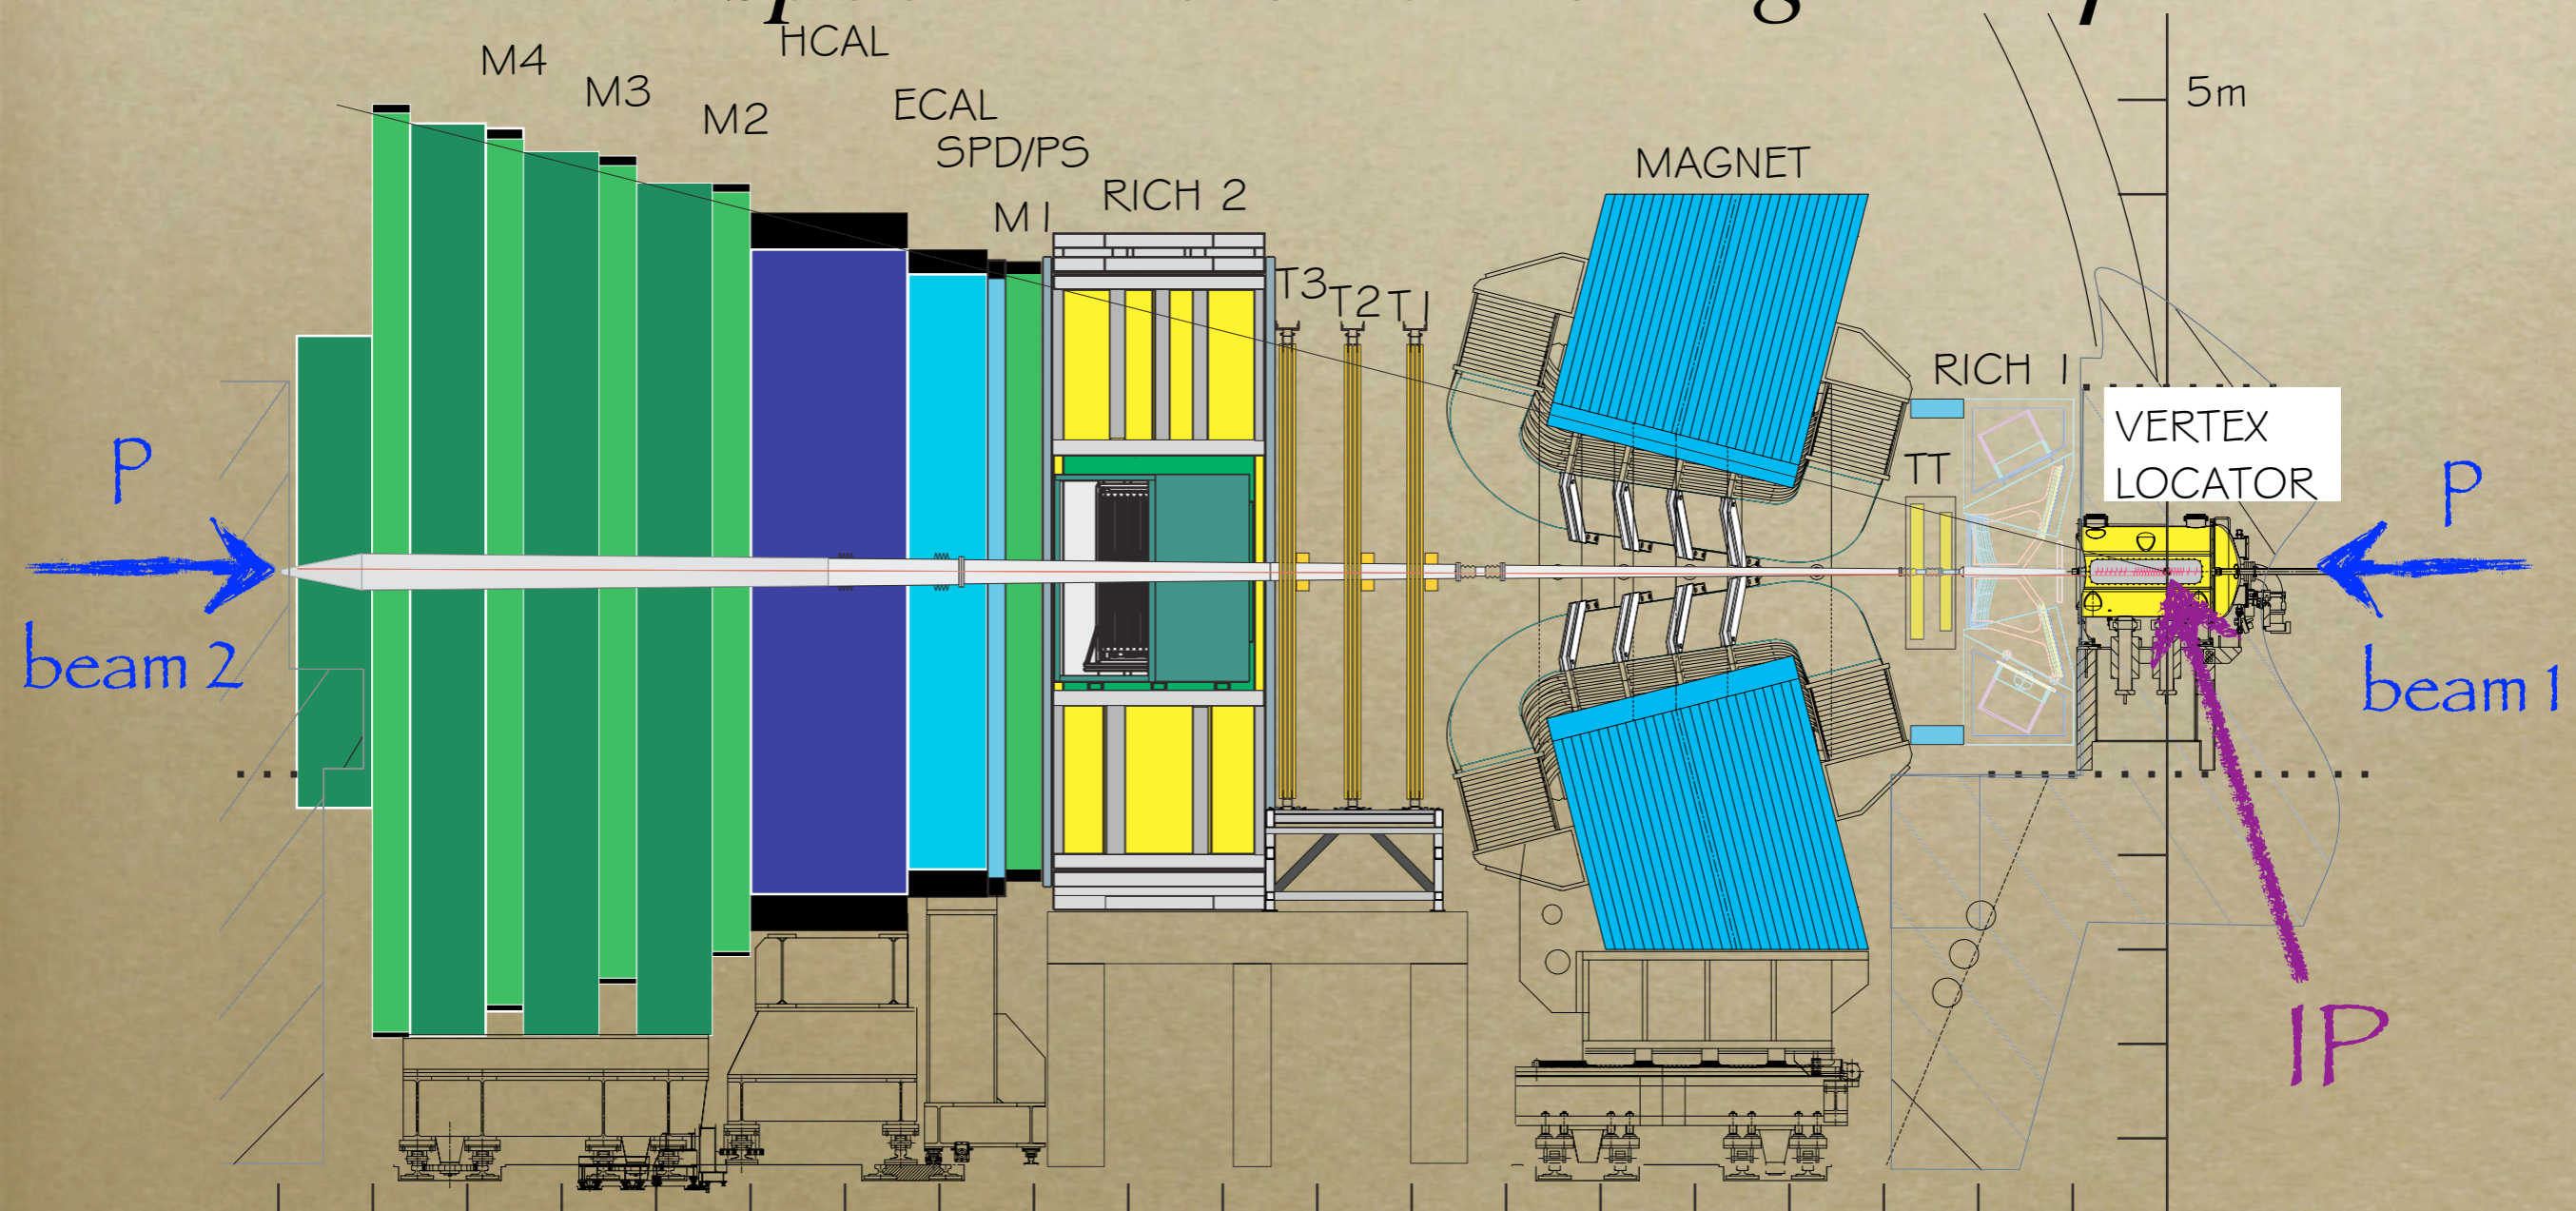 HCAL
M4
M3
M2
5m
ECAL
SPD/PS
MAGNET
RICH 2
M1
T3
T2
T1
RICH 1
VERTEX
LOCATOR
TT
P
P
beam 2
beam 1
IP